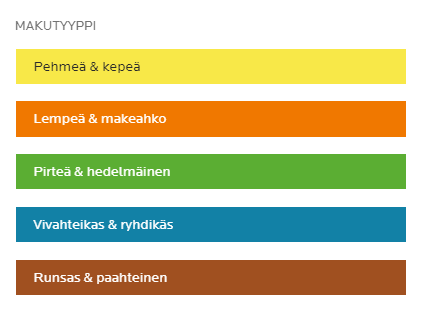 MAKUTYYPPI
Pehmeä & kepeä
Lempeä & makeahko
Pirteä & hedelmäinen
Vivahteikas & ryhdikäs
Runsas & paahteinen